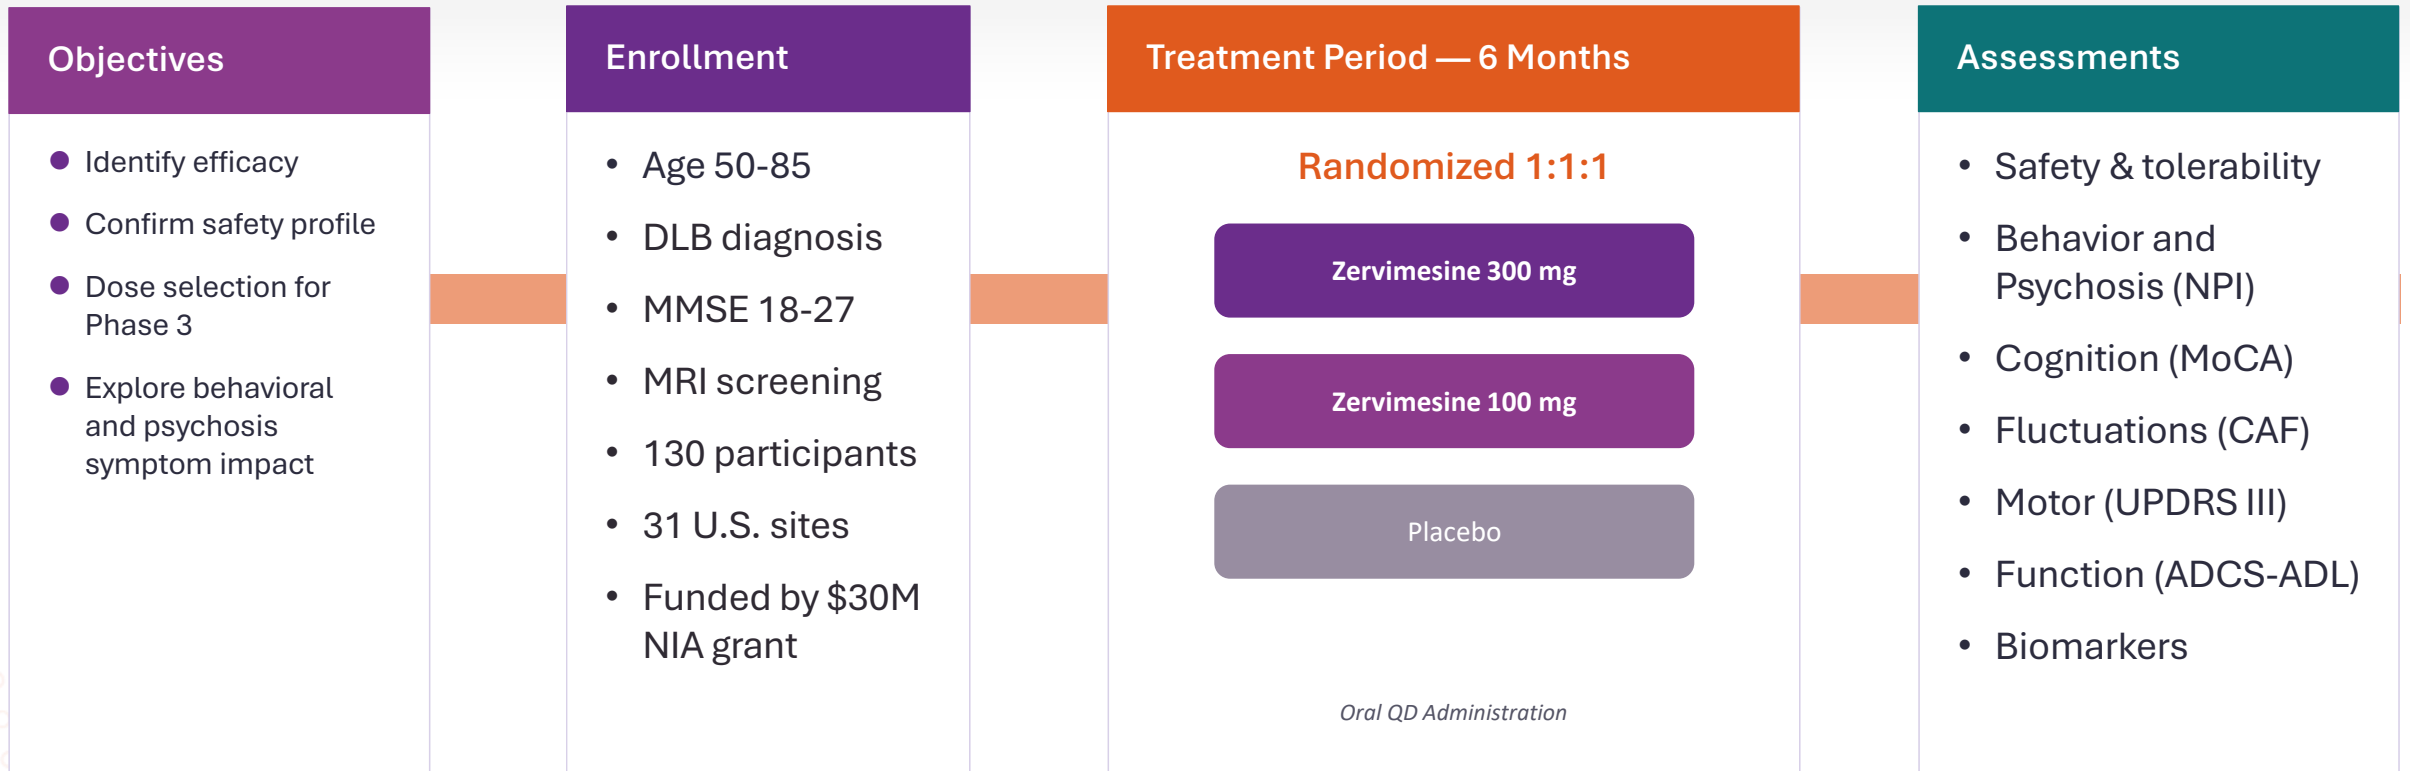 Objectives
Identify efficacy
Confirm safety profile
Dose selection for
Phase 3
Explore behavioral
and psychosis
symptom impact
Enrollment
Age 50-85
DLB diagnosis
MMSE 18-27
MRI screening
130 participants
31 U.S. sites
Funded by $30M
NIA grant
Treatment Period — 6 Months
Randomized 1:1:1
Zervimesine 300 mg
Zervimesine 100 mg
Placebo
Oral QD Administration
Assessments
Safety & tolerability
Behavior and
Psychosis (NPI)
Cognition (MoCA)
Fluctuations (CAF)
Motor (UPDRS III)
Function (ADCS-ADL)
Biomarkers